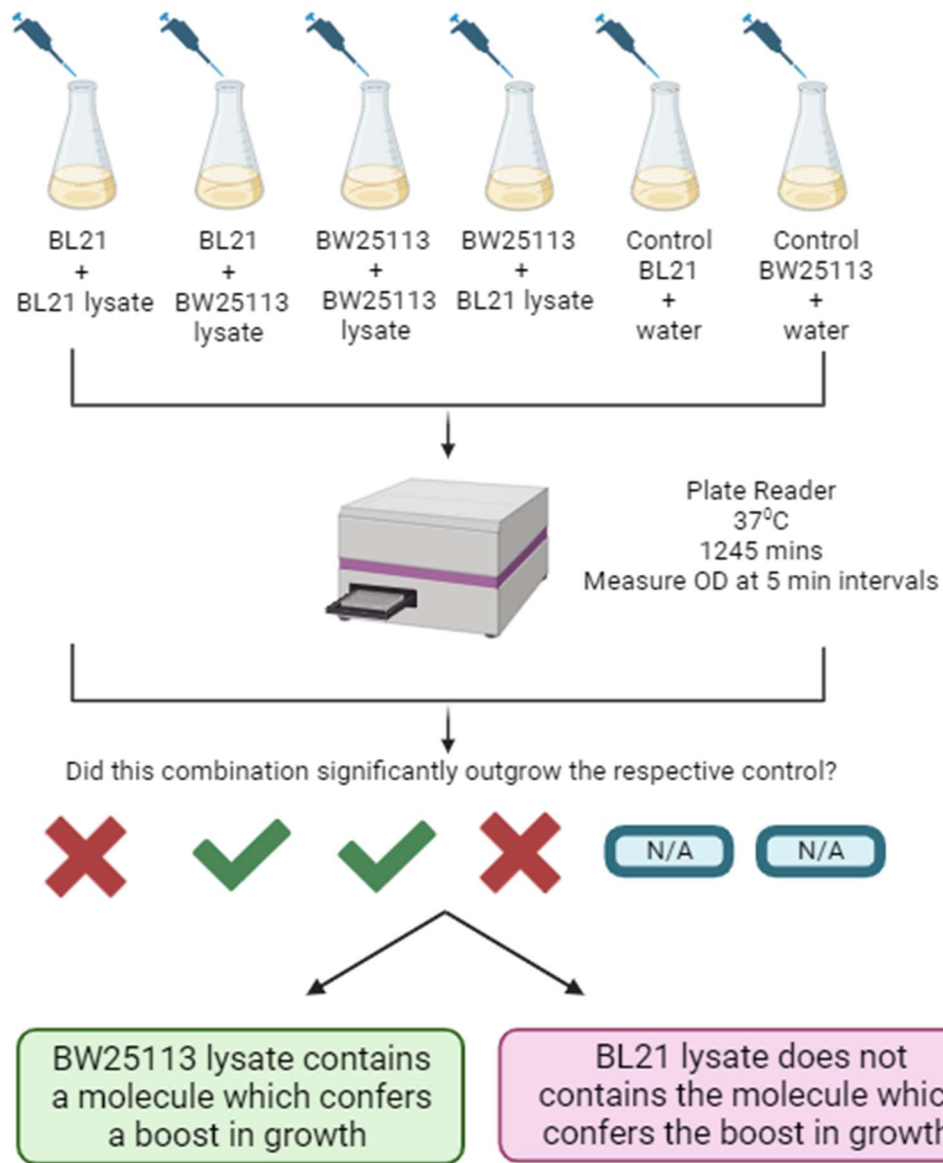 BL21
+
BL21 lysate
BL21
+
BW25113
lysate
BW25113
+
BW25113
lysate
BW25113
+
BL21 lysate
Control
BL21
+
water
Control
BW25113
+
water
Plate Reader
37⁰C
1245 mins
Measure OD at 5 min intervals
Did this combination significantly outgrow the respective control?
N/A
N/A
BW25113 lysate contains
a molecule which confers
a boost in growth
BL21 lysate does not
contains the molecule which
confers the boost in growth